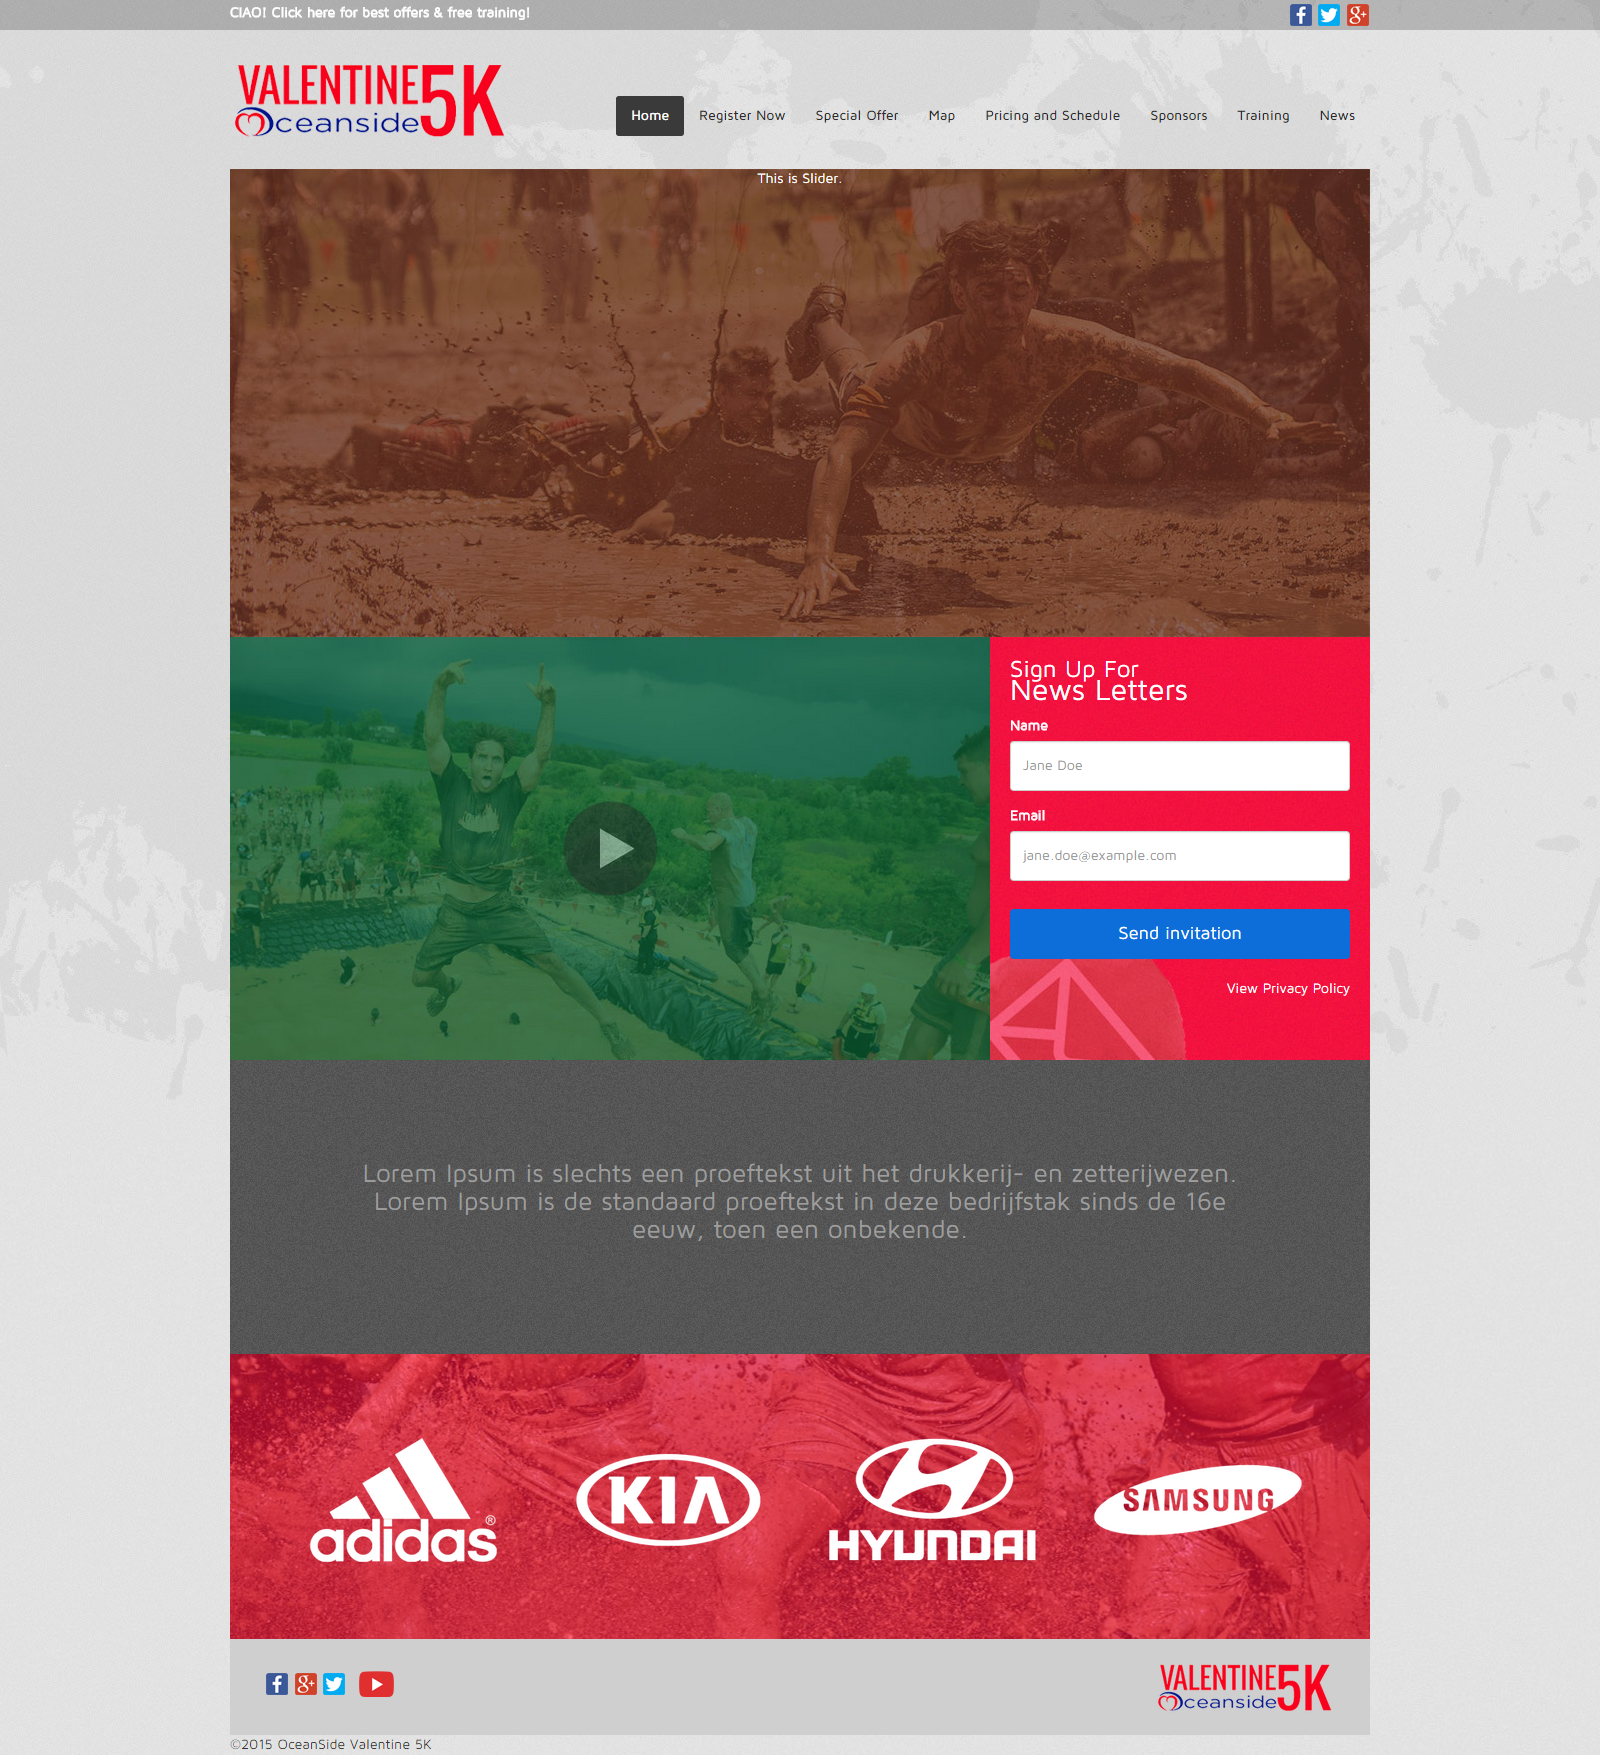 CIAO! Click here for best offers & free training!
VALENTINE 5K
Oceanside
Home Register Now Special Offer Map Pricing and Schedule Sponsors Training News
This is Slider.
Sign Up For
News Letters
Name
Jane Doe
Email
jane.doe@example.com
Send invitation
View Privacy Policy
Lorem Ipsum is slechts een proeftekst uit het drukkerij- en zetterijwezen.
Lorem Ipsum is de standaard proeftekst in deze bedrijfstak sinds de 16e
eeuw, toen een onbekende.
adidas®
KIA
HYUNDAI
SAMSUNG
VALENTINE 5K
Oceanside
©2015 OceanSide Valentine 5K